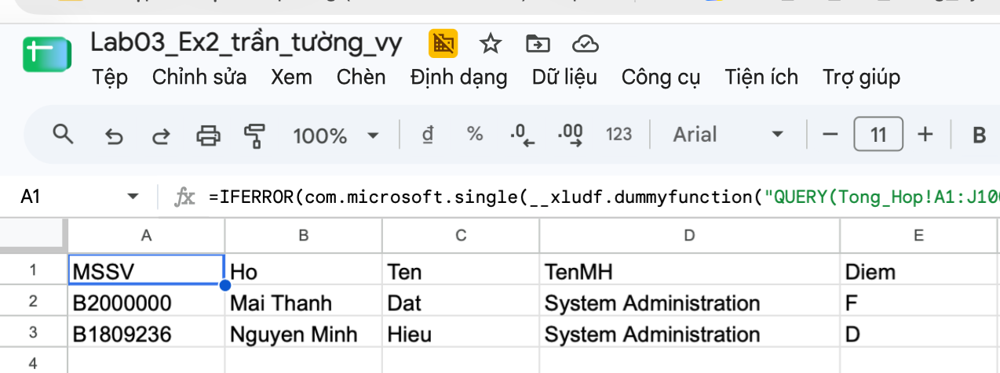 Lab03_Ex2_trần_tường_vy
Tệp Chỉnh sửa Xem Chèn Định dạng Dữ liệu Công cụ Tiện ích Trợ giúp
100% đ % .0 .00 123 Arial 11 B
A1 fx =IFERROR(com.microsoft.single(__xludf.dummyfunction("QUERY(Tong_Hop!A1:J100
A B C D E
1 MSSV Ho Ten TenMH Diem
2 B2000000 Mai Thanh Dat System Administration F
3 B1809236 Nguyen Minh Hieu System Administration D
4